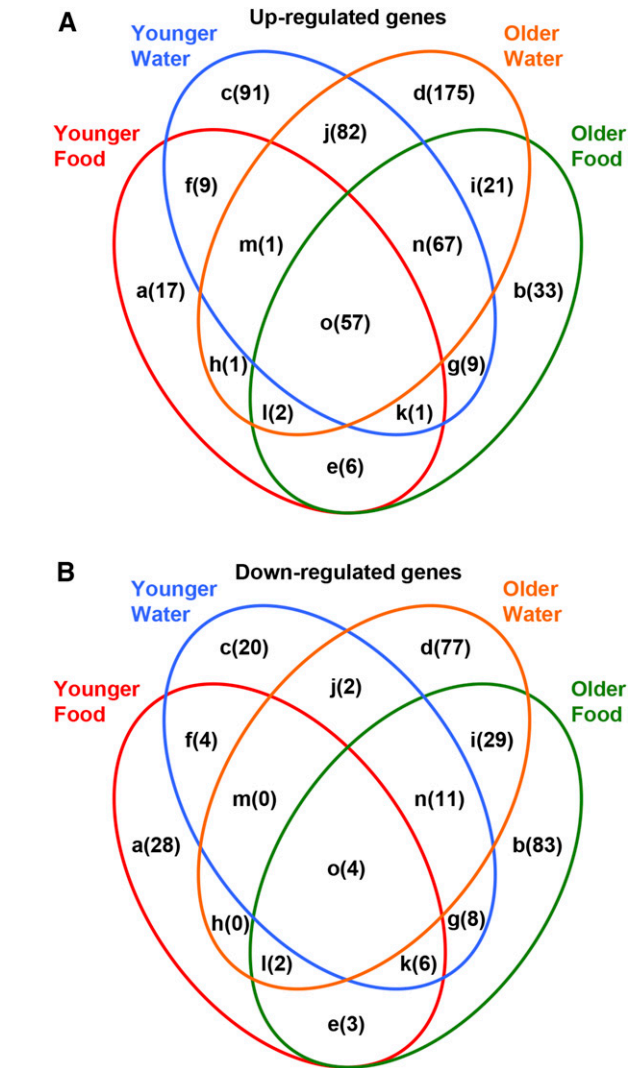 A
Up-regulated genes
Younger
Water
Older
Water
c(91)
d(175)
Younger
Food
j(82)
Older
Food
f(9)
i(21)
m(1)
n(67)
a(17)
b(33)
o(57)
h(1)
g(9)
l(2)
k(1)
e(6)
B
Down-regulated genes
Younger
Water
Older
Water
c(20)
d(77)
Younger
Food
j(2)
Older
Food
f(4)
i(29)
m(0)
n(11)
a(28)
b(83)
o(4)
h(0)
g(8)
l(2)
k(6)
e(3)